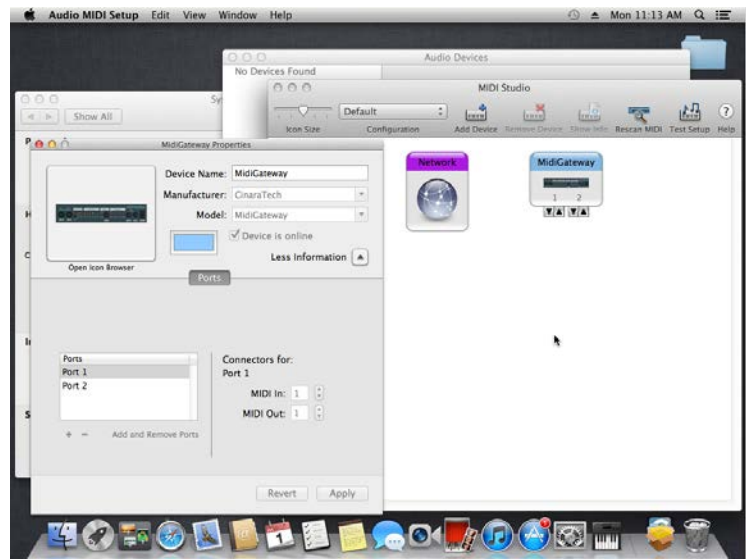 Audio MIDI Setup Edit View Window Help
Mon 11:13 AM
Audio Devices
No Devices Found
MIDI Studio
Default
Icon Size
Configuration
Add Device
Remove Device
Show Info
Rescan MIDI
Test Setup
Help
Sy
Show All
MidiGateway Properties
Device Name: MidiGateway
Manufacturer: CinaraTech
Model: MidiGateway
Device is online
Less Information
Open Icon Browser
Ports
Ports
Port 1
Port 2
Add and Remove Ports
Connectors for:
Port 1
MIDI In: 1
MIDI Out: 1
Revert
Apply
Network
MidiGateway
1 2